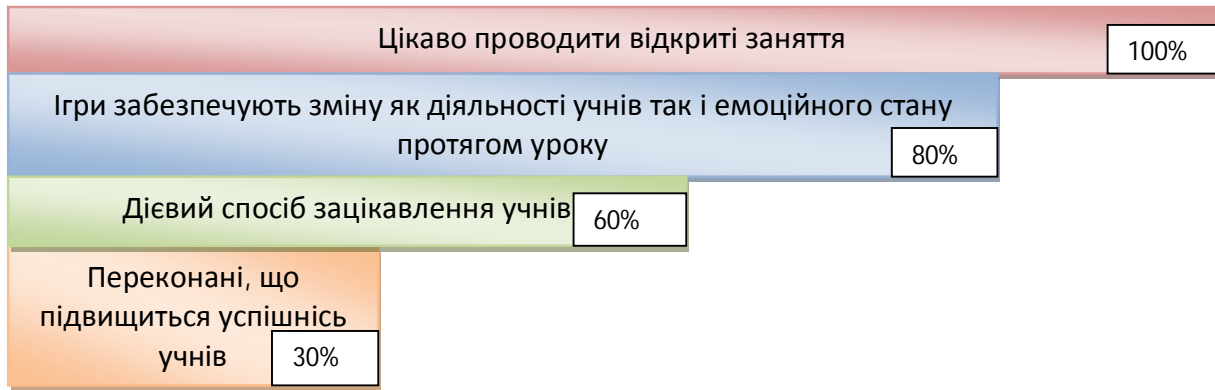 Цікаво проводити відкриті заняття
100%
Ігри забезпечують зміну як діяльності учнів так і емоційного стану
протягом уроку
80%
Дієвий спосіб зацікавлення учнів
60%
Переконані, що
підвищиться успішнісь
учнів
30%